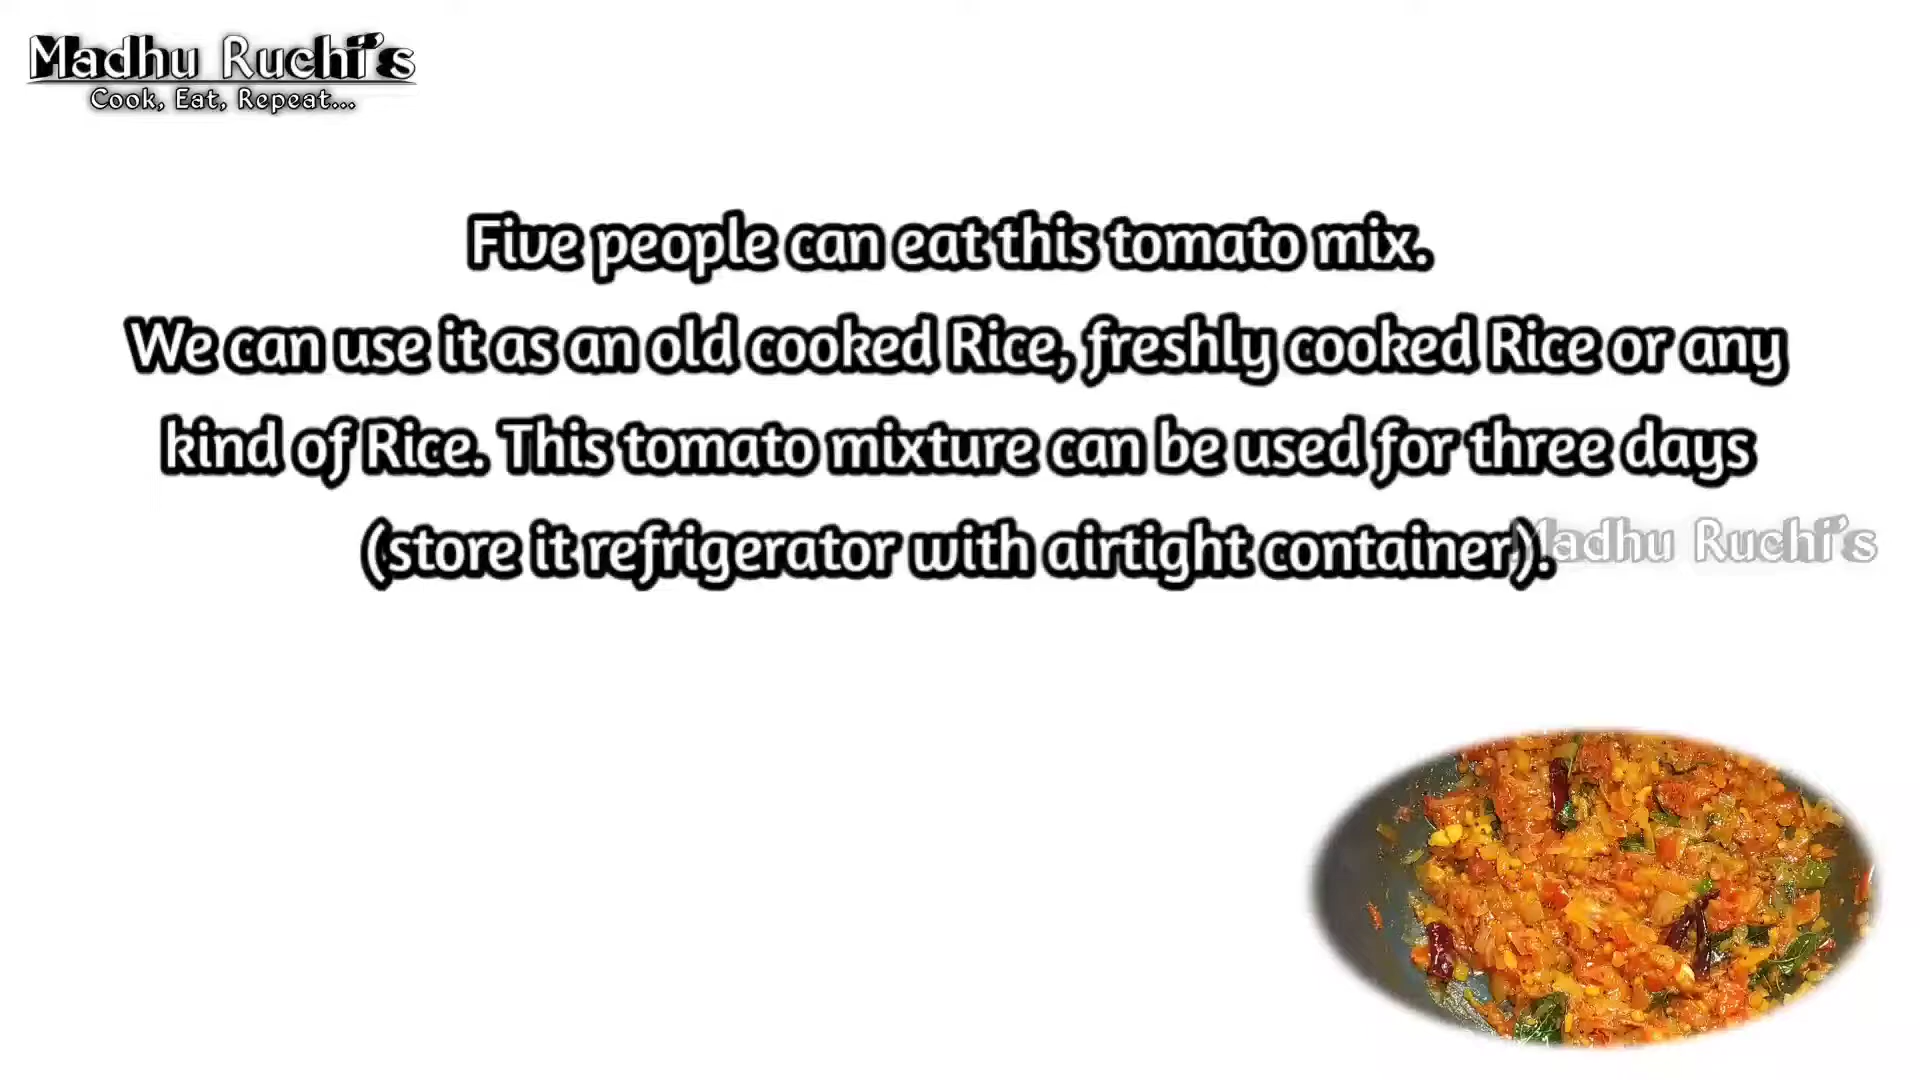 Madhu Ruchi's
Cook, Eat, Repeat...
Five people can eat this tomato mix.
We can use it as an old cooked Rice, freshly cooked Rice or any
kind of Rice. This tomato mixture can be used for three days
(store it refrigerator with airtight container).
Madhu Ruchi's